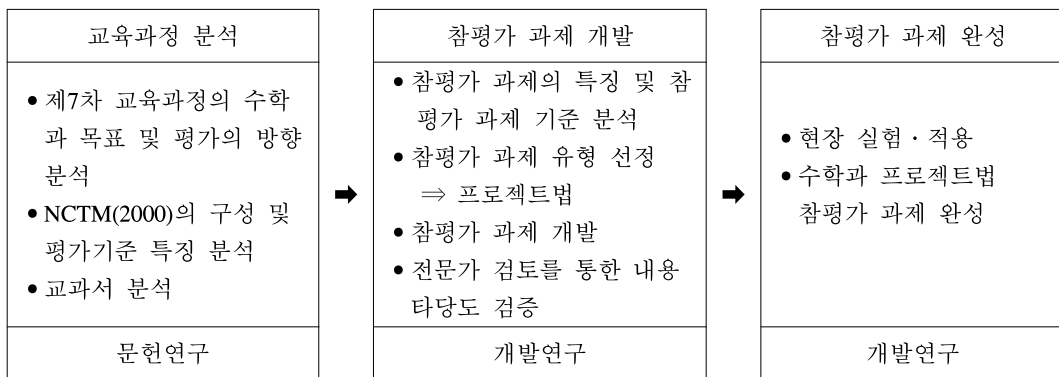 교육과정 분석
• 제7차 교육과정의 수학
과 목표 및 평가의 방향
분석
• NCTM(2000)의 구성 및
평가기준 특징 분석
• 교과서 분석
문헌연구
➡
참평가 과제 개발
• 참평가 과제의 특징 및 참
평가 과제 기준 분석
• 참평가 과제 유형 선정
⇒ 프로젝트법
• 참평가 과제 개발
• 전문가 검토를 통한 내용
타당도 검증
개발연구
➡
참평가 과제 완성
• 현장 실험·적용
• 수학과 프로젝트법
참평가 과제 완성
개발연구